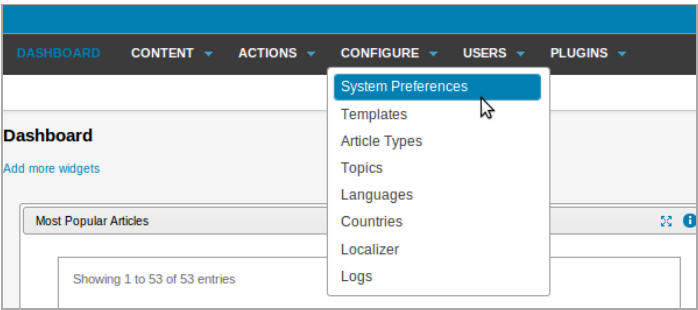 DASHBOARD CONTENT ACTIONS CONFIGURE USERS PLUGINS
System Preferences
Templates
Article Types
Topics
Languages
Countries
Localizer
Logs
Dashboard
Add more widgets
Most Popular Articles
Showing 1 to 53 of 53 entries